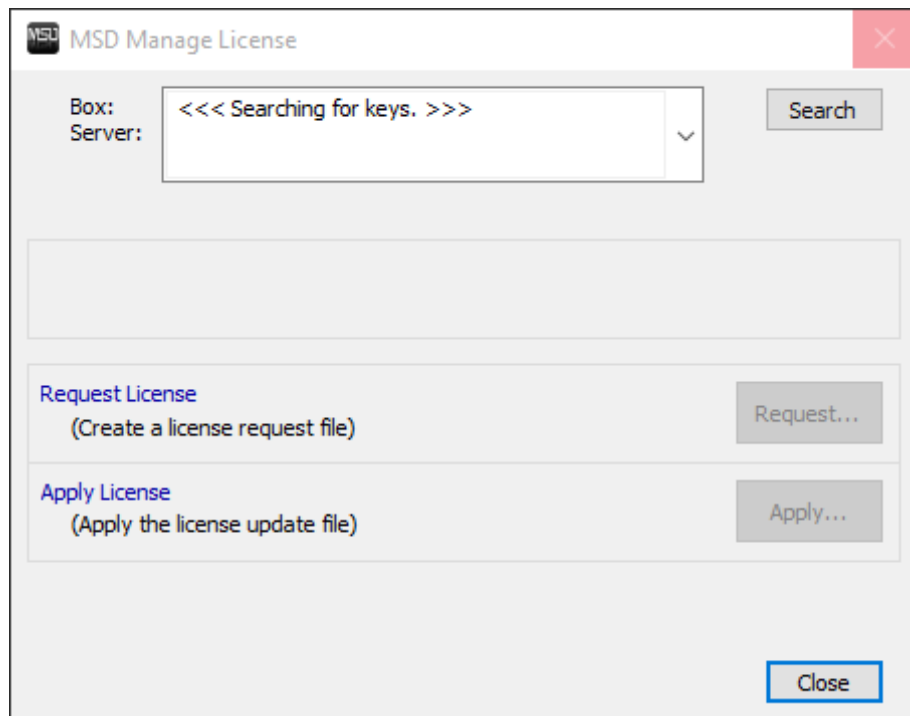 MSD MSD Manage License
Box:
Server:
<<< Searching for keys. >>>
Search
Request License
(Create a license request file)
Request...
Apply License
(Apply the license update file)
Apply...
Close